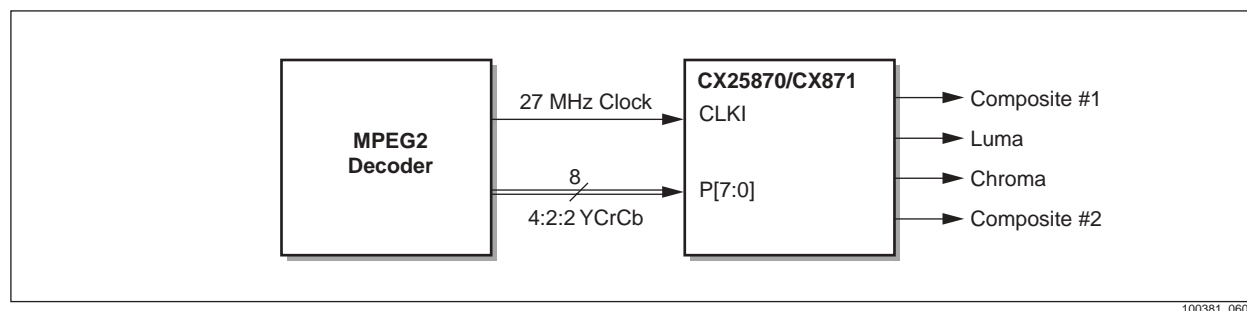 MPEG2
Decoder
27 MHz Clock
8
4:2:2 YCrCb
CX25870/CX871
CLKI
P[7:0]
Composite #1
Luma
Chroma
Composite #2
100381_060